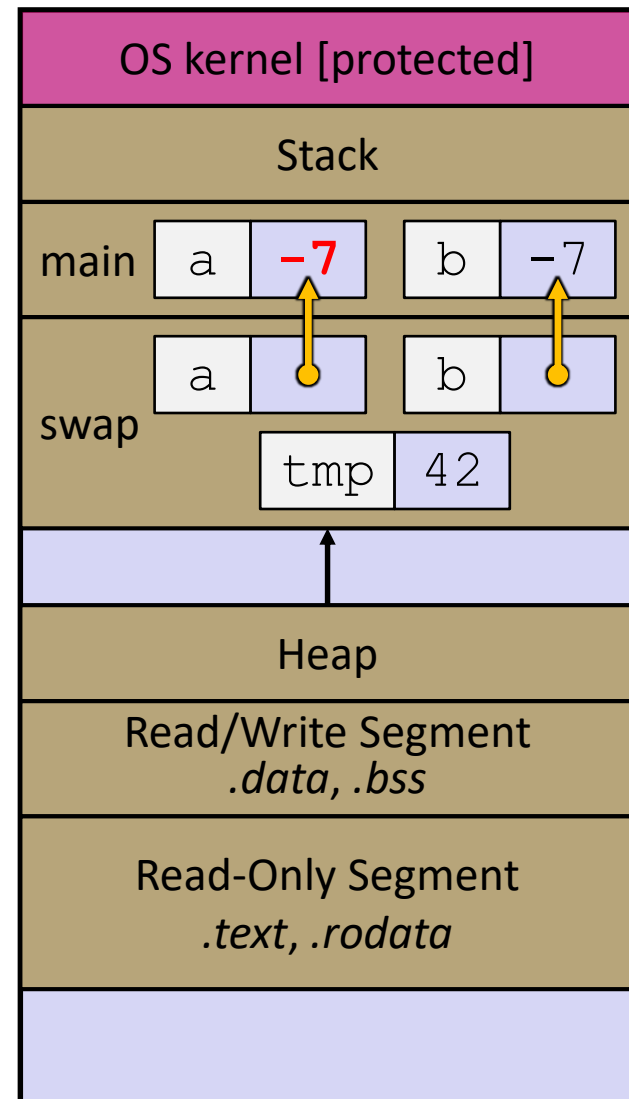 OS kernel [protected]
Stack
main a -7 b -7
swap a b
tmp 42
Heap
Read/Write Segment
.data, .bss
Read-Only Segment
.text, .rodata